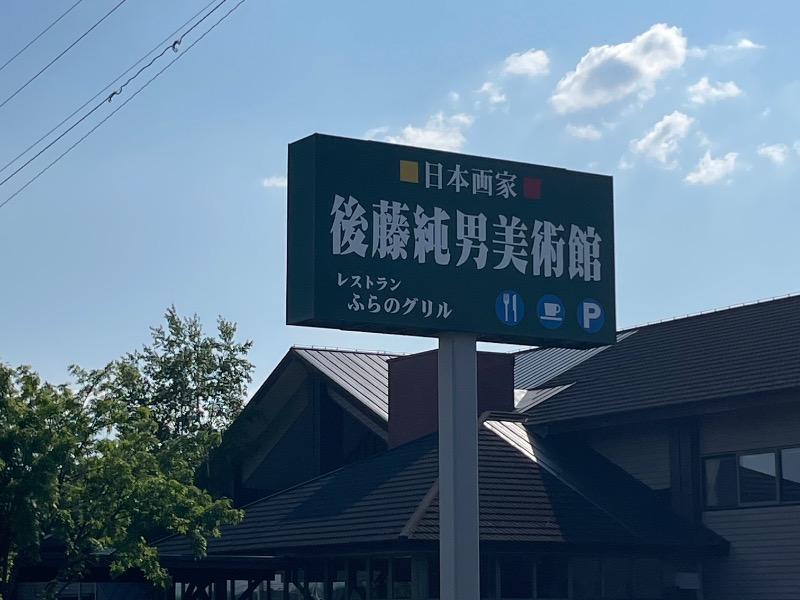 日本画家
後藤純男美術館
レストラン
ふらのグリル
P